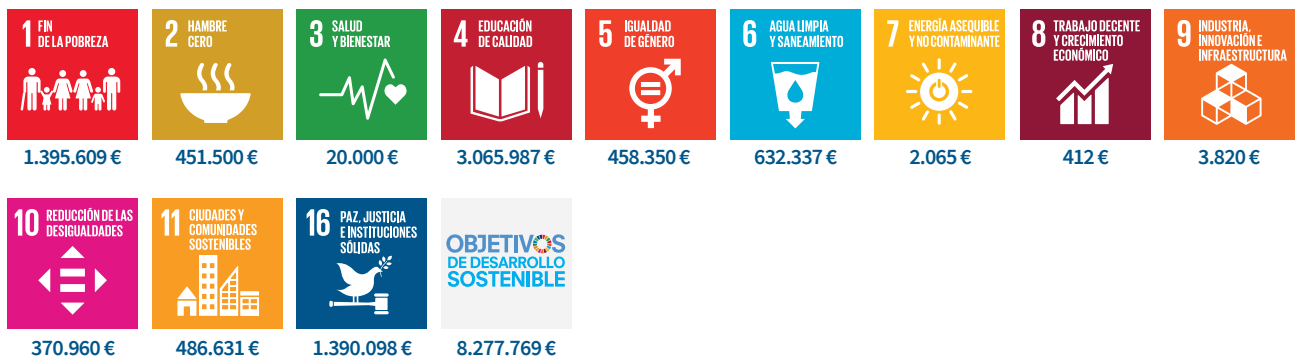 1 FIN
DE LA POBREZA
1.395.609 €
2 HAMBRE
CERO
451.500 €
3 SALUD
Y BIENESTAR
20.000 €
4 EDUCACIÓN
DE CALIDAD
3.065.987 €
5 IGUALDAD
DE GÉNERO
458.350 €
6 AGUA LIMPIA
Y SANEAMIENTO
632.337 €
7 ENERGÍA ASEQUIBLE
Y NO CONTAMINANTE
2.065 €
8 TRABAJO DECENTE
Y CRECIMIENTO
ECONÓMICO
412 €
9 INDUSTRIA,
INNOVACIÓN E
INFRAESTRUCTURA
3.820 €
10 REDUCCIÓN DE LAS
DESIGUALDADES
370.960 €
11 CIUDADES Y
COMUNIDADES
SOSTENIBLES
486.631 €
16 PAZ, JUSTICIA
E INSTITUCIONES
SÓLIDAS
1.390.098 €
OBJETIVOS
DE DESARROLLO
SOSTENIBLE
8.277.769 €